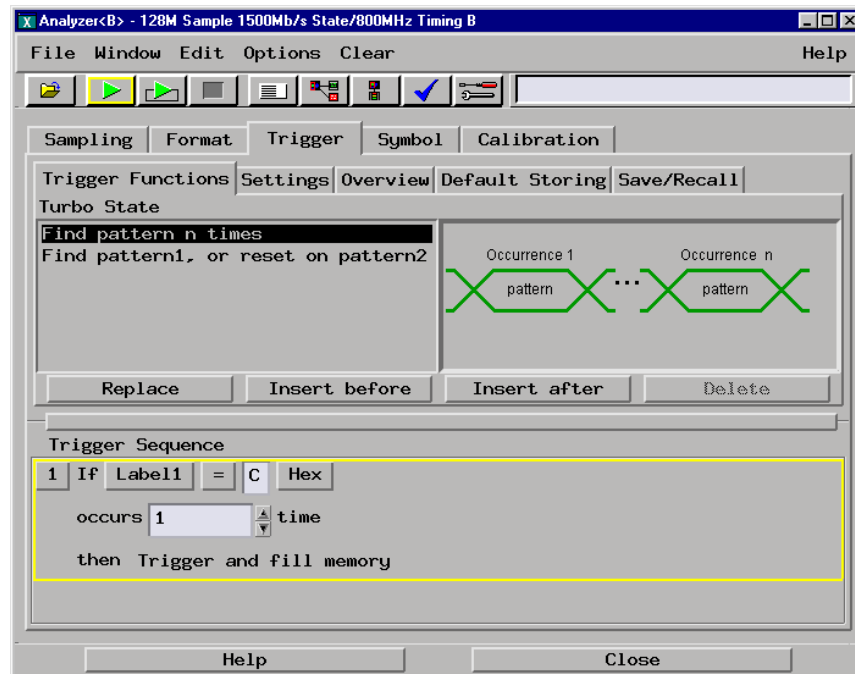 Analyzer<B> - 128M Sample 1500Mb/s State/800MHz Timing B
File Window Edit Options Clear Help
Sampling Format Trigger Symbol Calibration
Trigger Functions Settings Overview Default Storing Save/Recall
Turbo State
Find pattern n times
Find pattern1, or reset on pattern2
Occurrence 1 Occurrence n
pattern ... pattern
Replace Insert before Insert after Delete
Trigger Sequence
1 If Label1 = C Hex
occurs 1 time
then Trigger and fill memory
Help Close